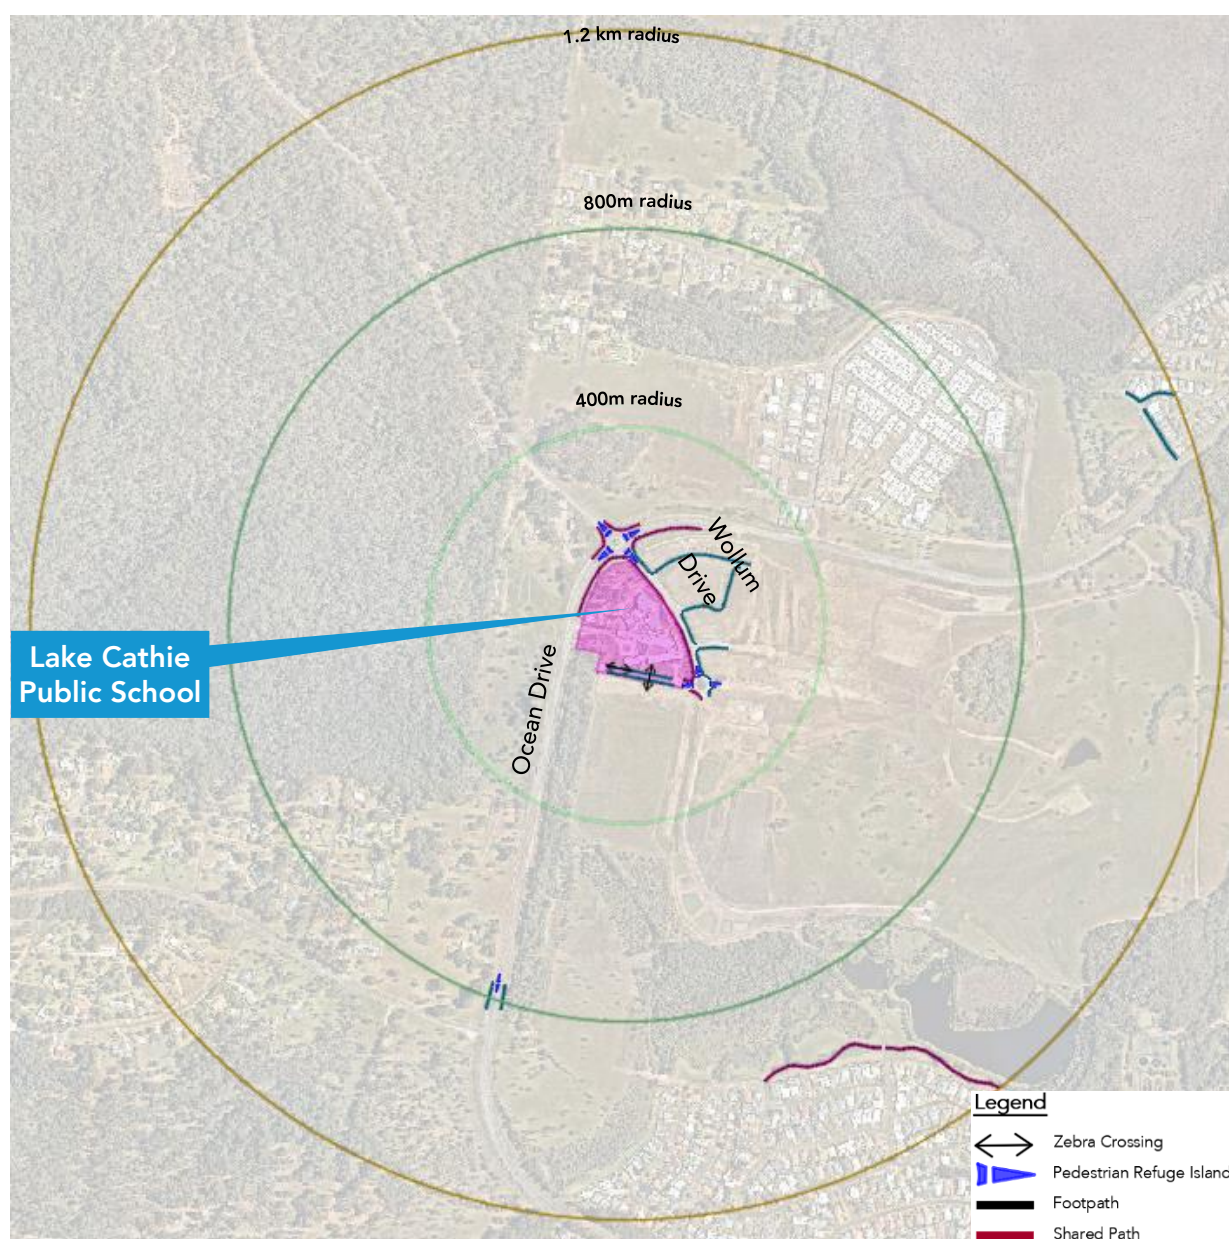 1.2 km radius
800m radius
400m radius
Wollum
Drive
Lake Cathie
Public School
Ocean Drive
Legend
Zebra Crossing
Pedestrian Refuge Island
Footpath
Shared Path